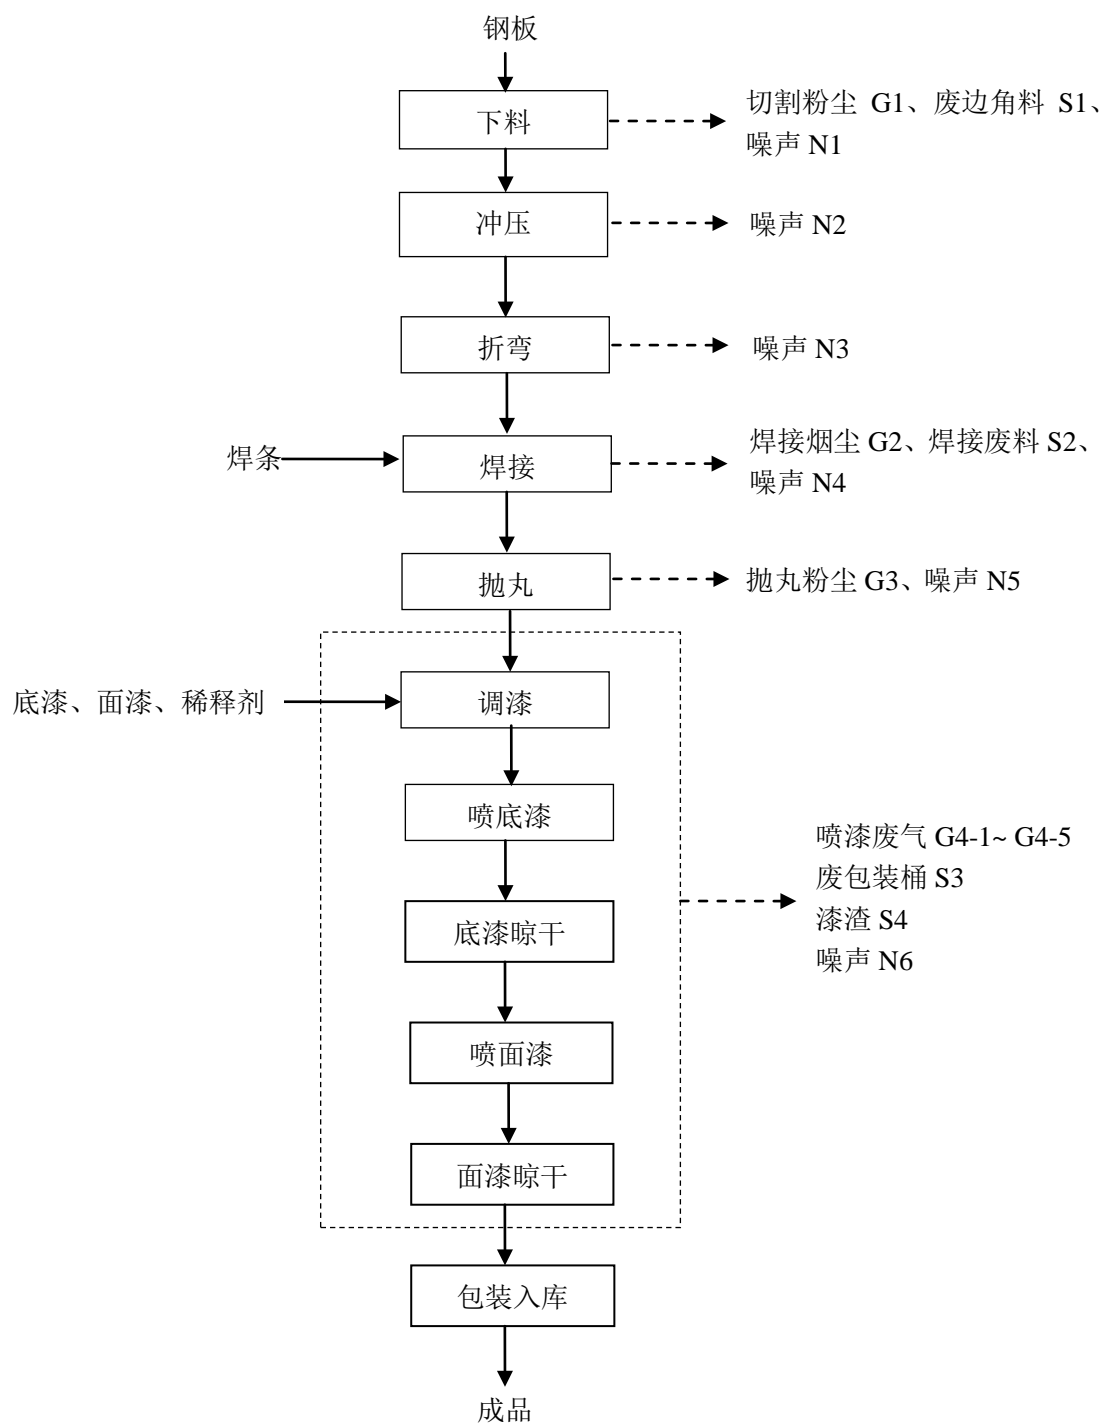 钢板
下料
切割粉尘 G1、废边角料 S1、
噪声 N1
冲压
噪声 N2
折弯
噪声 N3
焊条
焊接
焊接烟尘 G2、焊接废料 S2、
噪声 N4
抛丸
抛丸粉尘 G3、噪声 N5
底漆、面漆、稀释剂
调漆
喷底漆
喷漆废气 G4-1~ G4-5
废包装桶 S3
漆渣 S4
噪声 N6
底漆晾干
喷面漆
面漆晾干
包装入库
成品